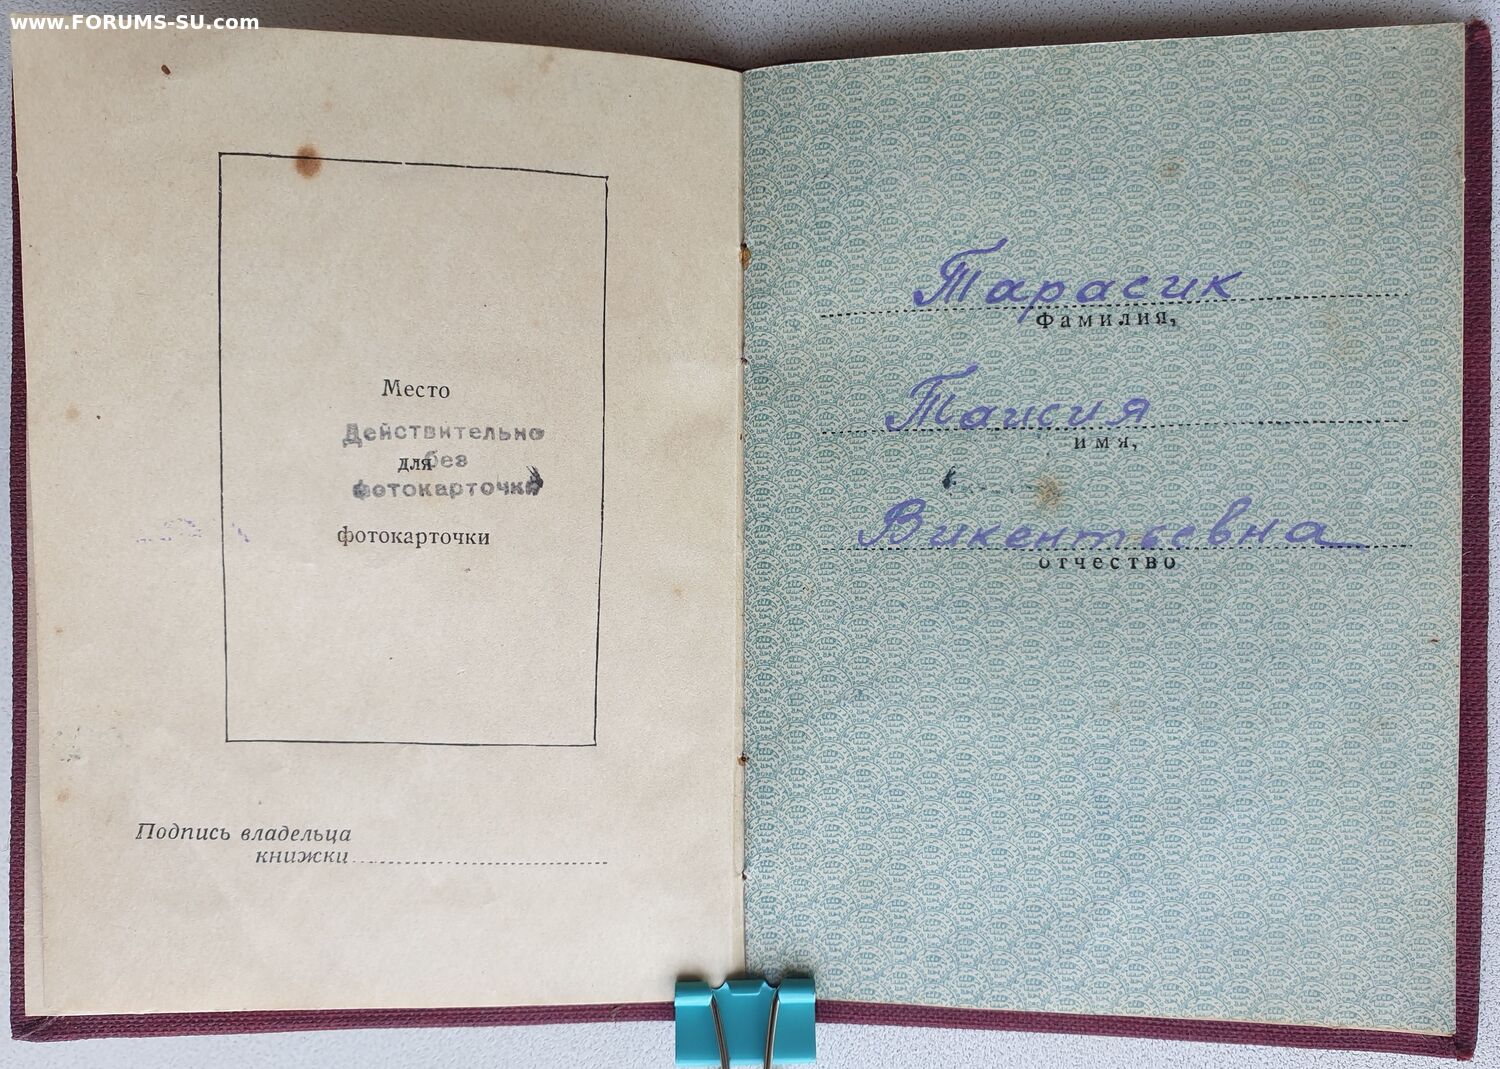 www.FORUMS-SU.com
Место
Действительно
для без
фотокарточки
фотокарточки
Подпись владельца
книжки
Тарасик
Фамилия,
Таисия
имя,
Викентьевна
отчество